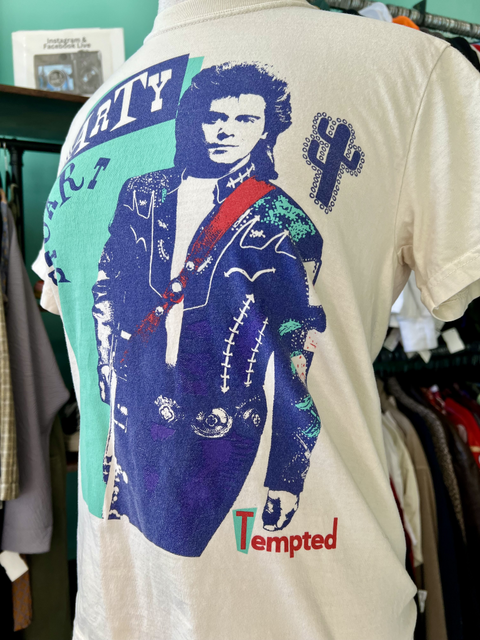 Instagram &
Facebook Live
MARTY
STUART
Tempted